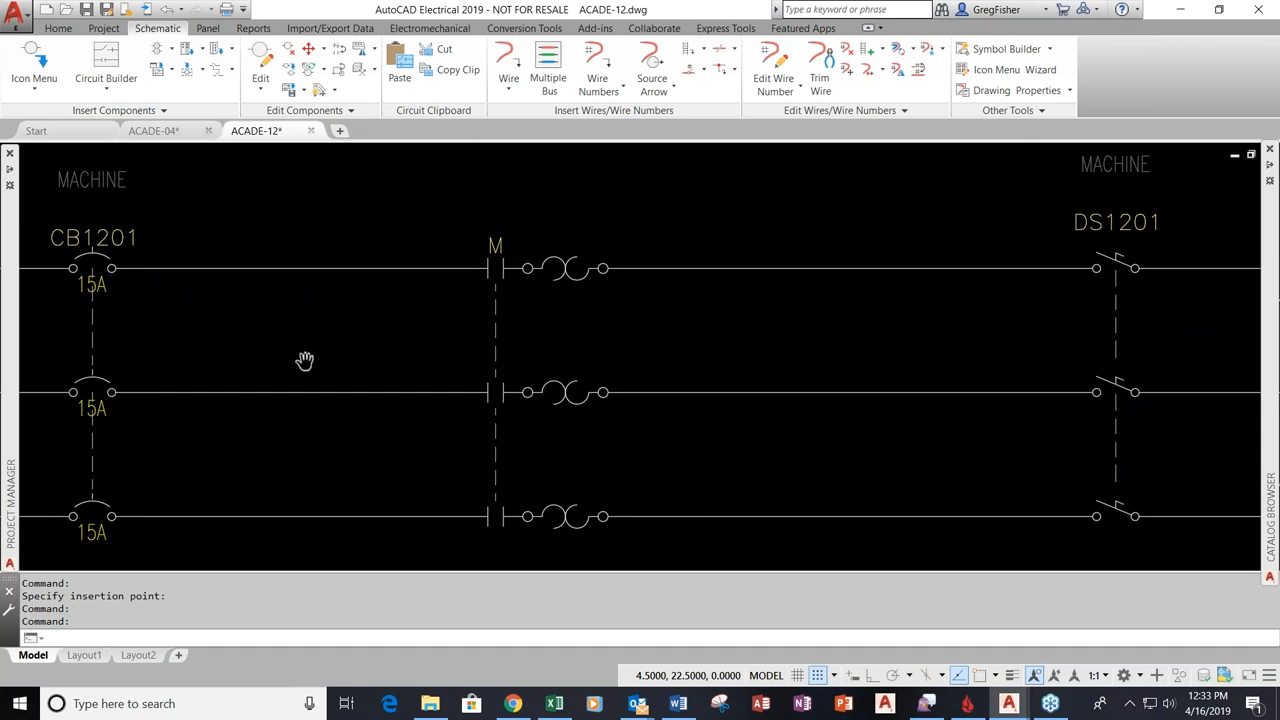 AutoCAD Electrical 2019 - NOT FOR RESALE ACADE-12.dwg
Type a keyword or phrase
GregFisher
Home Project Schematic Panel Reports Import/Export Data Electromechanical Conversion Tools Add-ins Collaborate Express Tools Featured Apps
Icon Menu
Circuit Builder
Edit
Paste
Cut
Copy Clip
Wire
Multiple
Bus
Wire
Numbers
Source
Arrow
Edit Wire
Number
Trim
Wire
Symbol Builder
Icon Menu Wizard
Drawing Properties
Insert Components
Edit Components
Circuit Clipboard
Insert Wires/Wire Numbers
Edit Wires/Wire Numbers
Other Tools
Start
ACADE-04*
ACADE-12*
MACHINE
MACHINE
CB1201
M
DS1201
15A
15A
15A
PROJECT MANAGER
CATALOG BROWSER
Command:
Specify insertion point:
Command:
Command:
Model Layout1 Layout2
4.5000, 22.5000, 0.0000 MODEL
1:1
Type here to search
12:33 PM
4/16/2019